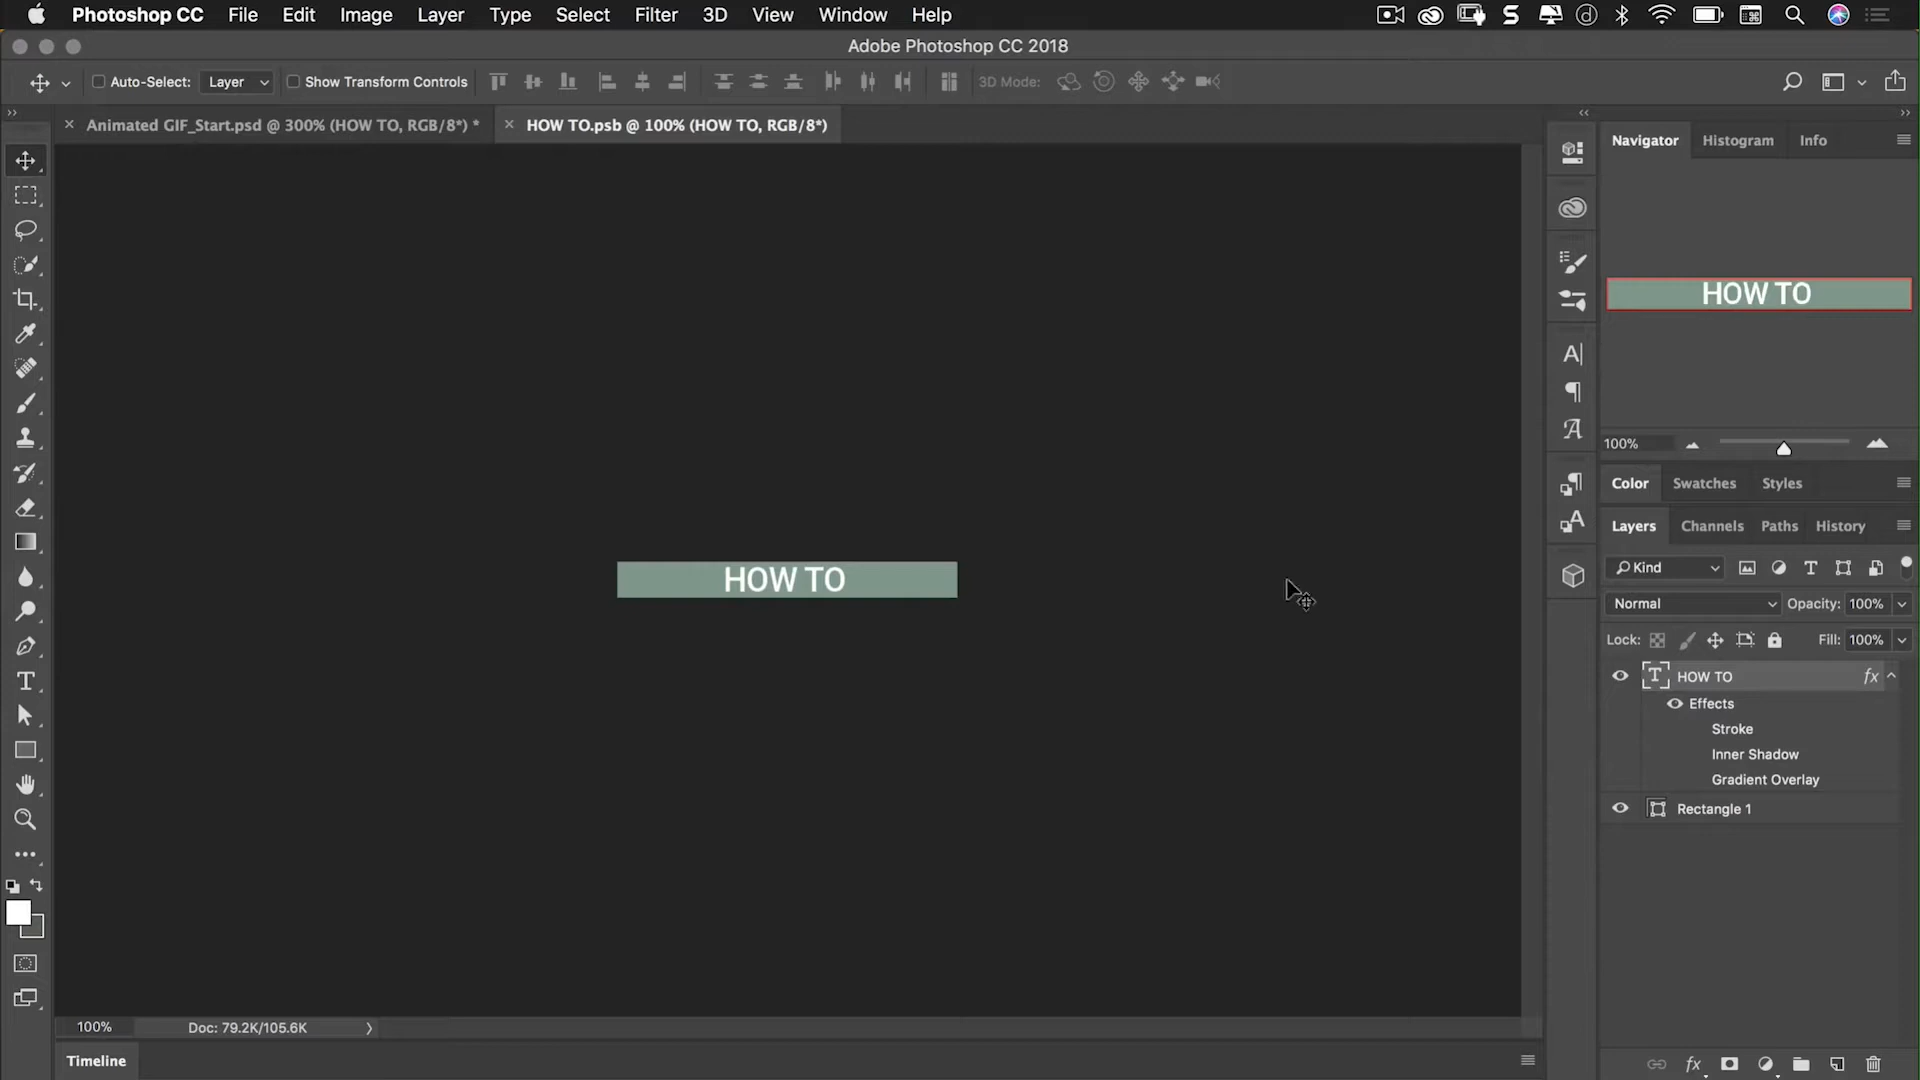 Photoshop CC File Edit Image Layer Type Select Filter 3D View Window Help
Adobe Photoshop CC 2018
Auto-Select: Layer Show Transform Controls 3D Mode:
Animated GIF_Start.psd @ 300% (HOW TO, RGB/8*) * HOW TO.psb @ 100% (HOW TO, RGB/8*)
Navigator Histogram Info
HOW TO
100%
Color Swatches Styles
Layers Channels Paths History
Kind
Normal Opacity: 100%
Lock: Fill: 100%
HOW TO fx
Effects
Stroke
Inner Shadow
Gradient Overlay
Rectangle 1
HOW TO
100% Doc: 79.2K/105.6K
Timeline
fx